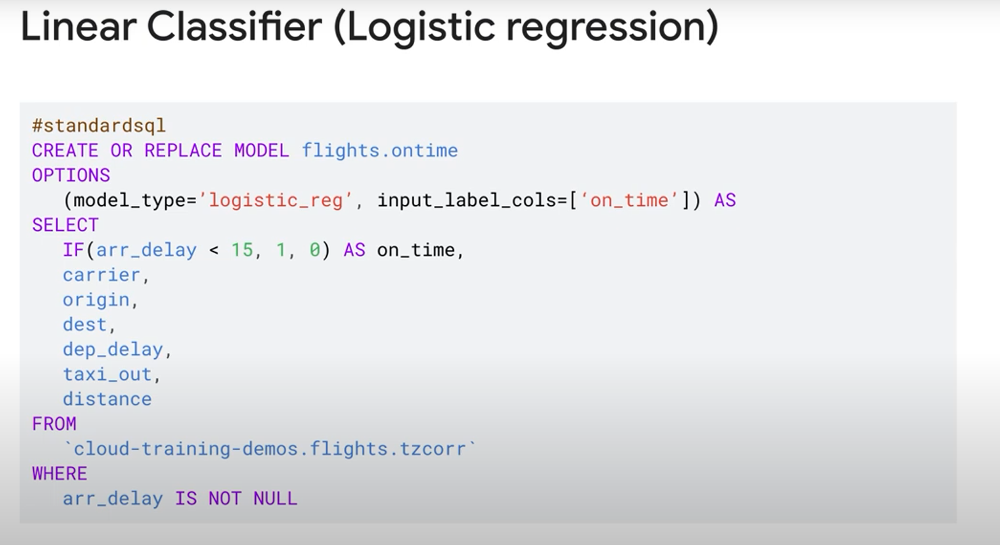 Linear Classifier (Logistic regression)
#standardsql
CREATE OR REPLACE MODEL flights.ontime
OPTIONS
(model_type=’logistic_reg’, input_label_cols=[‘on_time’]) AS
SELECT
IF(arr_delay < 15, 1, 0) AS on_time,
carrier,
origin,
dest,
dep_delay,
taxi_out,
distance
FROM
`cloud-training-demos.flights.tzcorr`
WHERE
arr_delay IS NOT NULL